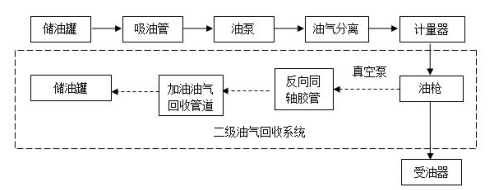 储油罐
吸油管
油泵
油气分离
计量器
真空泵
储油罐
加油油气
回收管道
反向同
轴胶管
油枪
二级油气回收系统
受油器